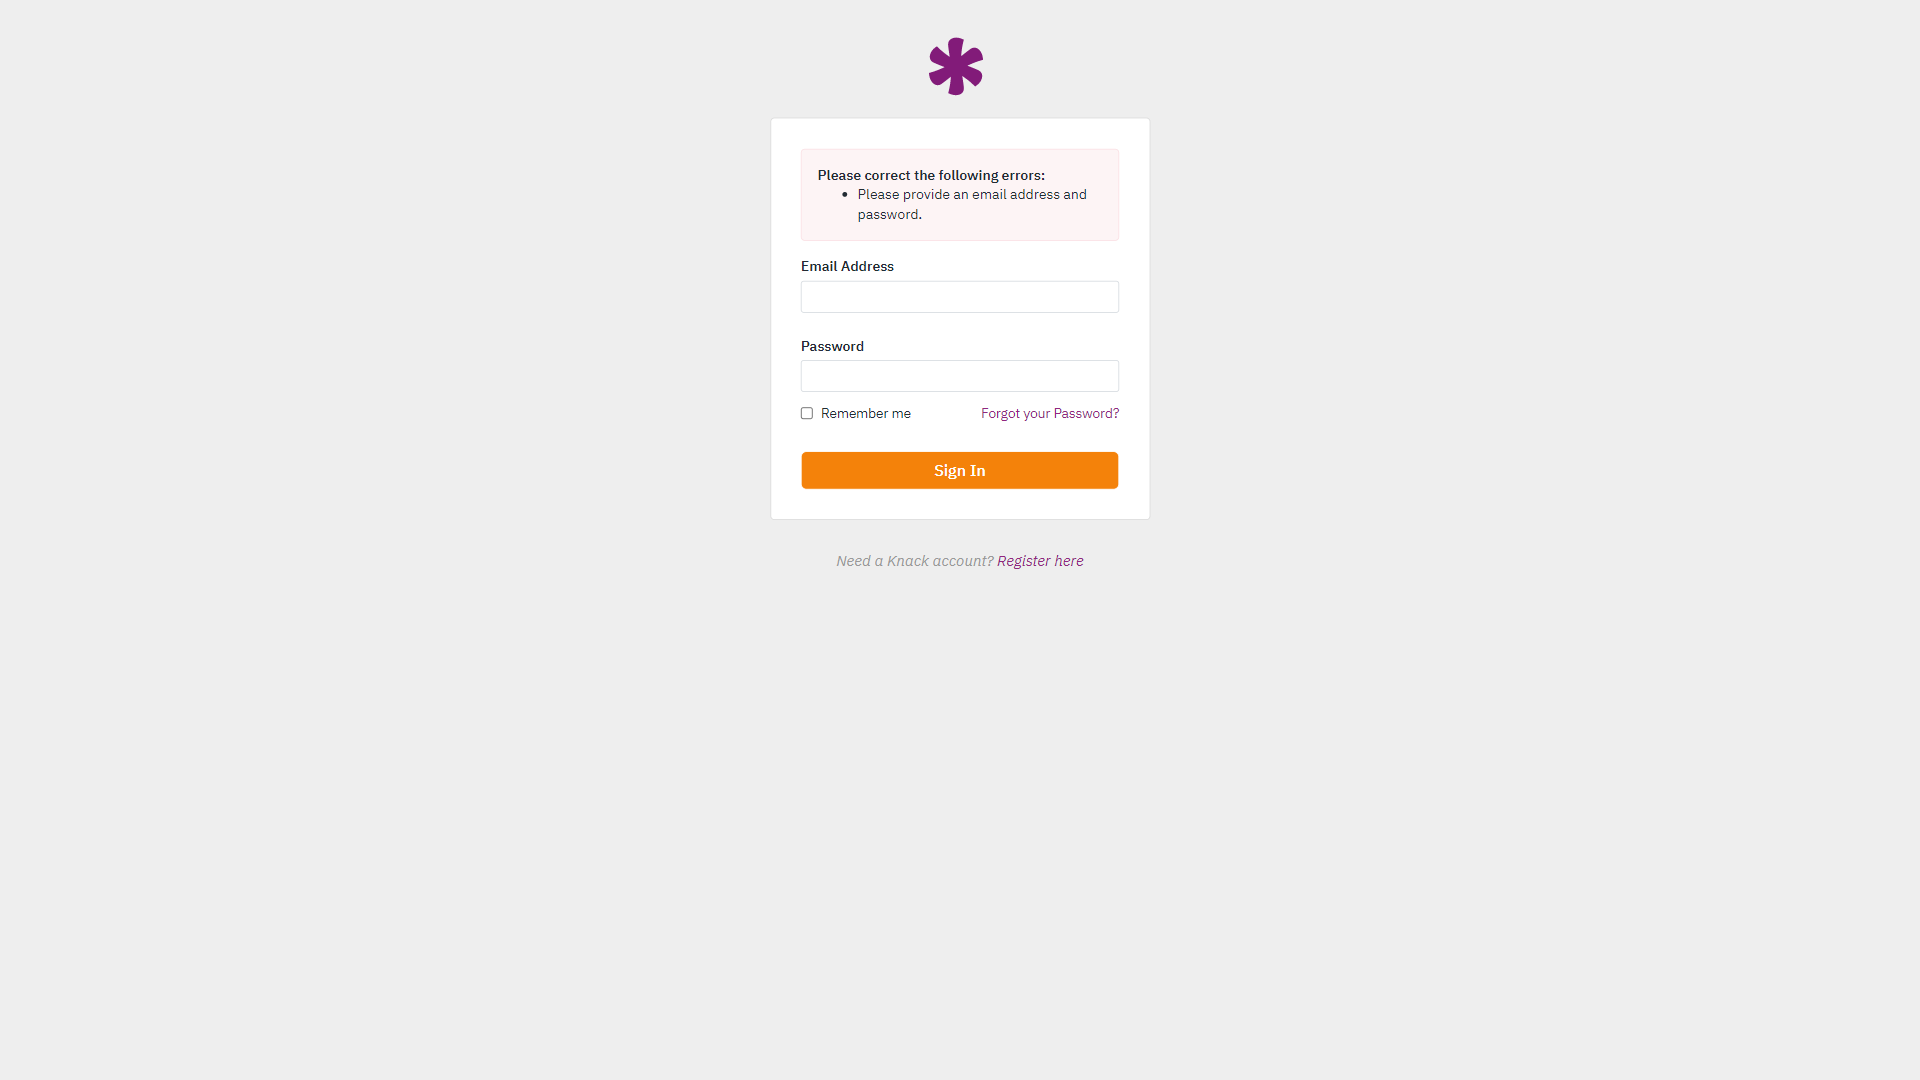 Please correct the following errors:
Please provide an email address and
password.
Email Address
Password
Remember me
Forgot your Password?
Sign In
Need a Knack account? Register here